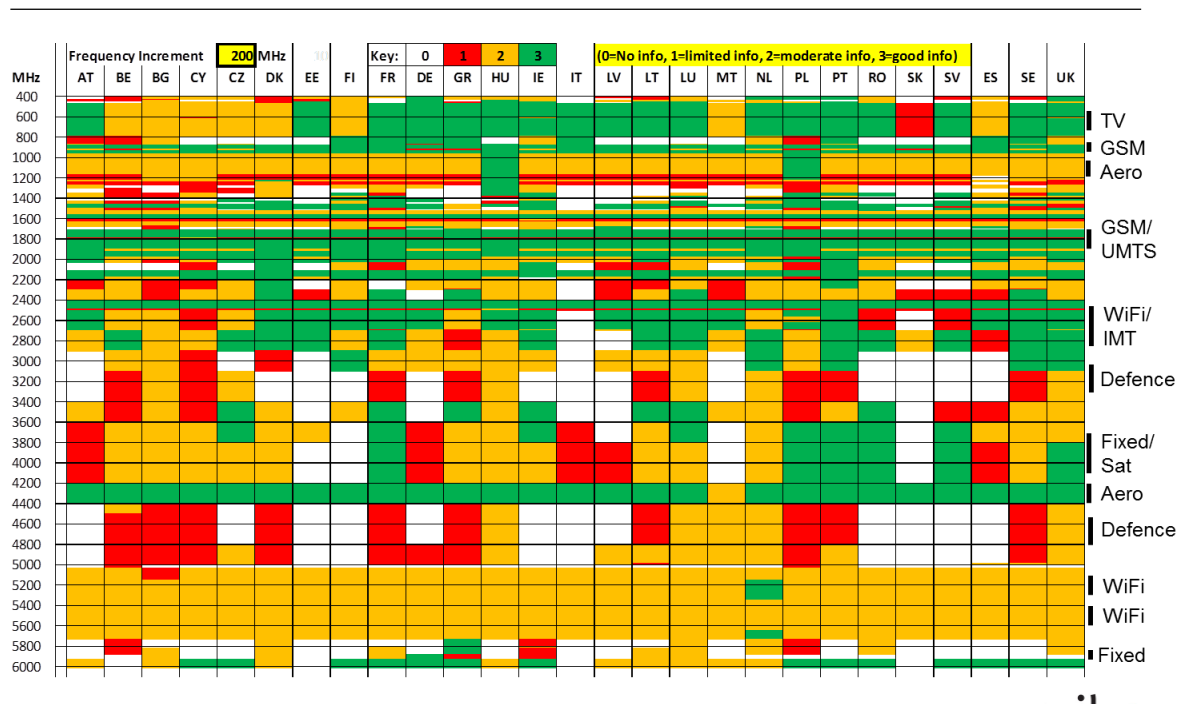 Frequency Increment 200 MHz Key: 0 1 2 3 (0=No info, 1=limited info, 2=moderate info, 3=good info)
MHz AT BE BG CY CZ DK EE FI FR DE GR HU IE IT LV LT LU MT NL PL PT RO SK SV ES SE UK
400
600 TV
800
GSM
1000
Aero
1200
1400
1600
GSM/
1800
UMTS
2000
2200
2400
WiFi/
2600
IMT
2800
3000
3200 Defence
3400
3600
Fixed/
3800
Sat
4000
4200
Aero
4400
4600 Defence
4800
5000
5200 WiFi
5400
WiFi
5600
5800
Fixed
6000